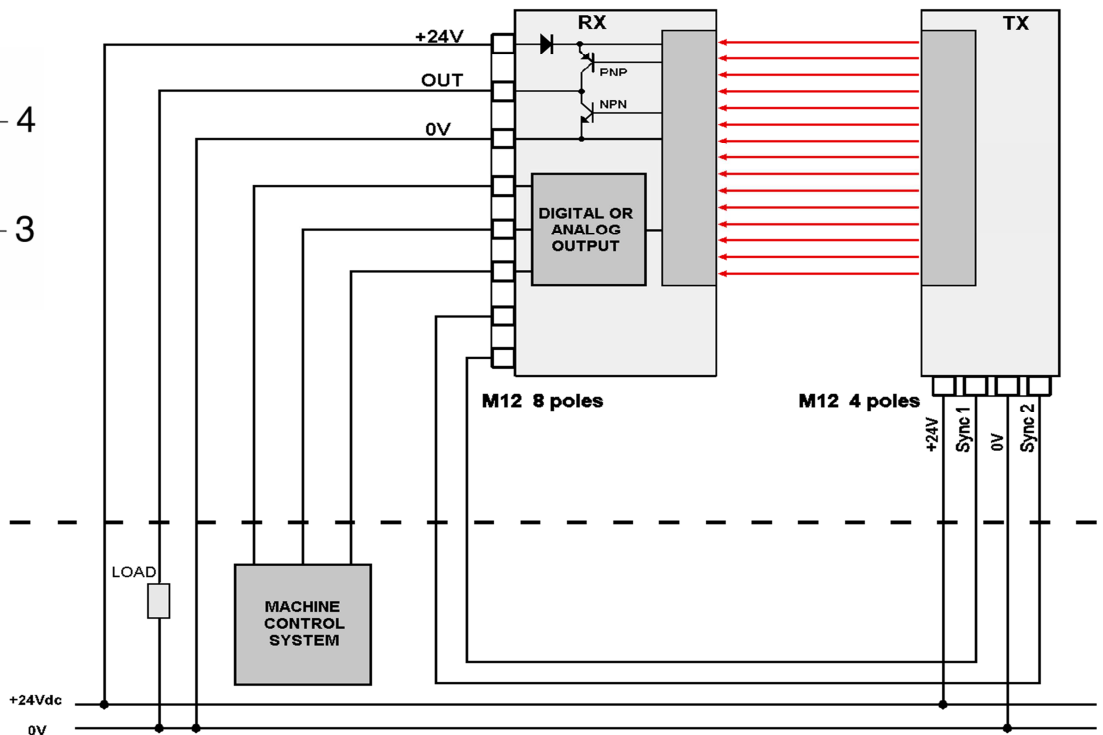 RX
TX
+24V
PNP
OUT
NPN
4
0V
3
DIGITAL OR
ANALOG
OUTPUT
M12 8 poles
M12 4 poles
+24V
Sync 1
0V
Sync 2
LOAD
MACHINE
CONTROL
SYSTEM
+24Vdc
0V